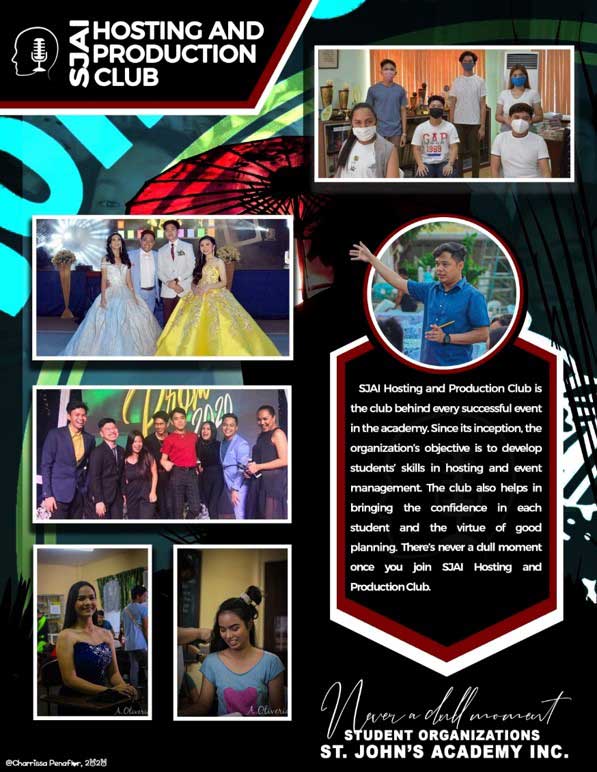 SJAI
HOSTING AND
PRODUCTION
CLUB
GAP
1969
Prom
2020
SJAI Hosting and Production Club is
the club behind every successful event
in the academy. Since its inception, the
organization's objective is to develop
students' skills in hosting and event
management. The club also helps in
bringing the confidence in each
student and the virtue of good
planning. There's never a dull moment
once you join SJAI Hosting and
Production Club.
A. Oliveri
A. Oliveri
Never a dull moment
STUDENT ORGANIZATIONS
ST. JOHN'S ACADEMY INC.
@Charrissa Penaflor, 2020